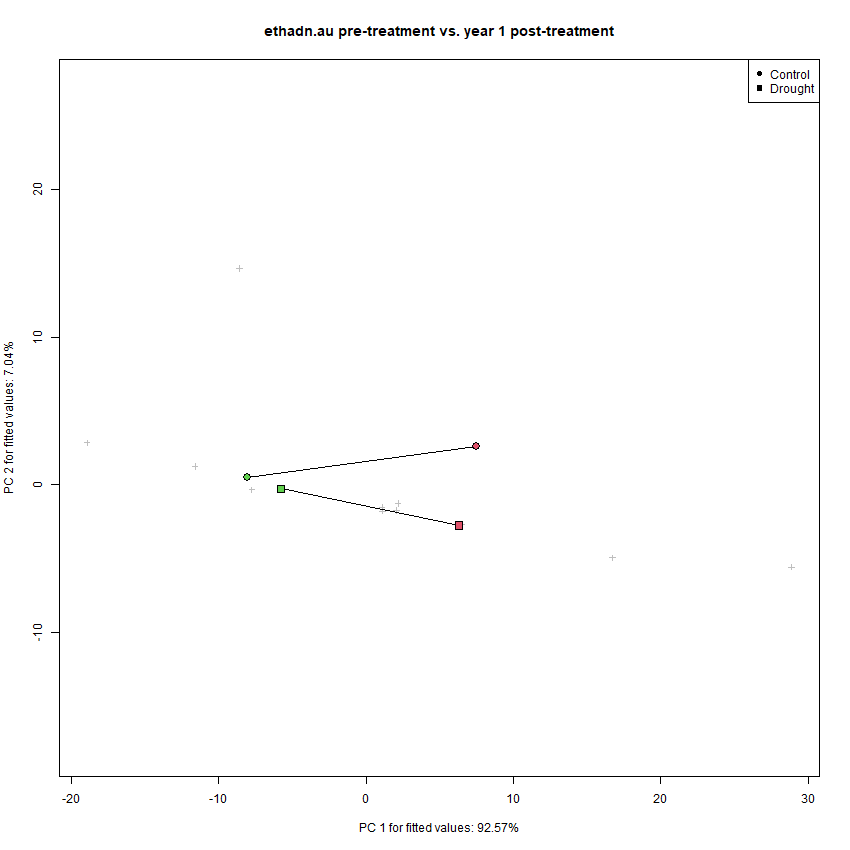 ethadn.au pre-treatment vs. year 1 post-treatment
Control
Drought
20
10
0
-10
PC 2 for fitted values: 7.04%
-20
-10
0
10
20
30
PC 1 for fitted values: 92.57%